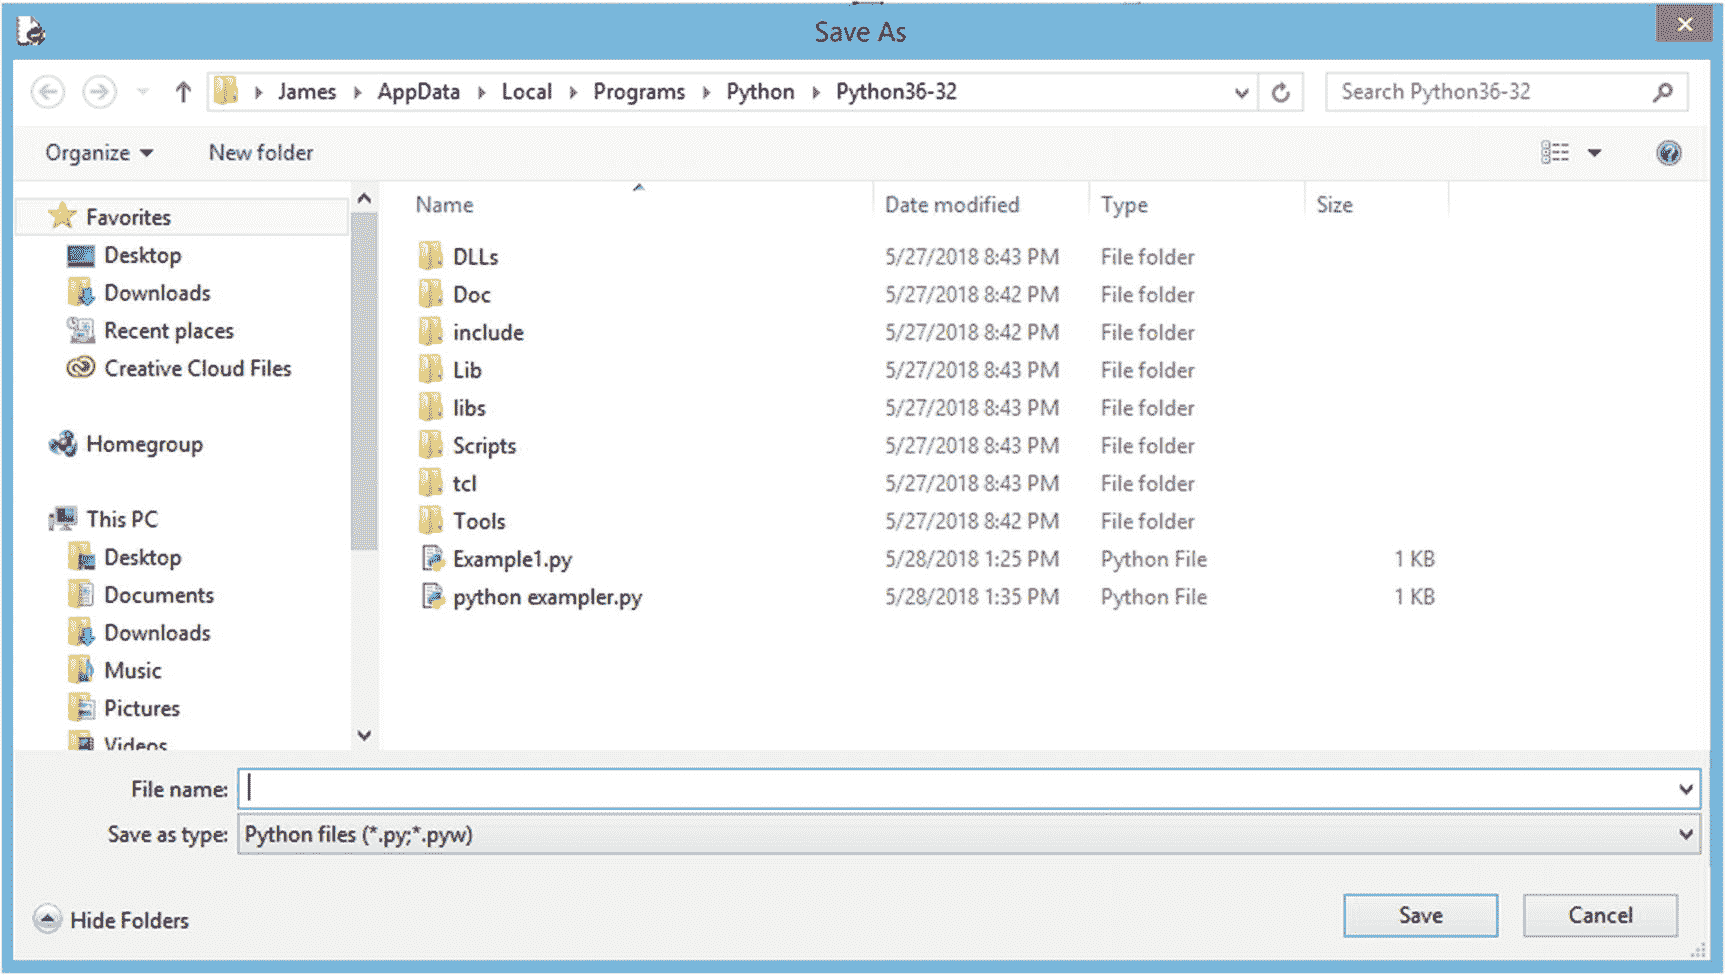 Save As
James AppData Local Programs Python Python36-32 Search Python36-32
Organize New folder
Favorites
Desktop
Downloads
Recent places
Creative Cloud Files
Homegroup
This PC
Desktop
Documents
Downloads
Music
Pictures
Videos
Name Date modified Type Size
DLLs 5/27/2018 8:43 PM File folder
Doc 5/27/2018 8:42 PM File folder
include 5/27/2018 8:42 PM File folder
Lib 5/27/2018 8:43 PM File folder
libs 5/27/2018 8:43 PM File folder
Scripts 5/27/2018 8:43 PM File folder
tcl 5/27/2018 8:43 PM File folder
Tools 5/27/2018 8:42 PM File folder
Example1.py 5/28/2018 1:25 PM Python File 1 KB
python exampler.py 5/28/2018 1:35 PM Python File 1 KB
File name:
Save as type: Python files (*.py;*.pyw)
Hide Folders Save Cancel